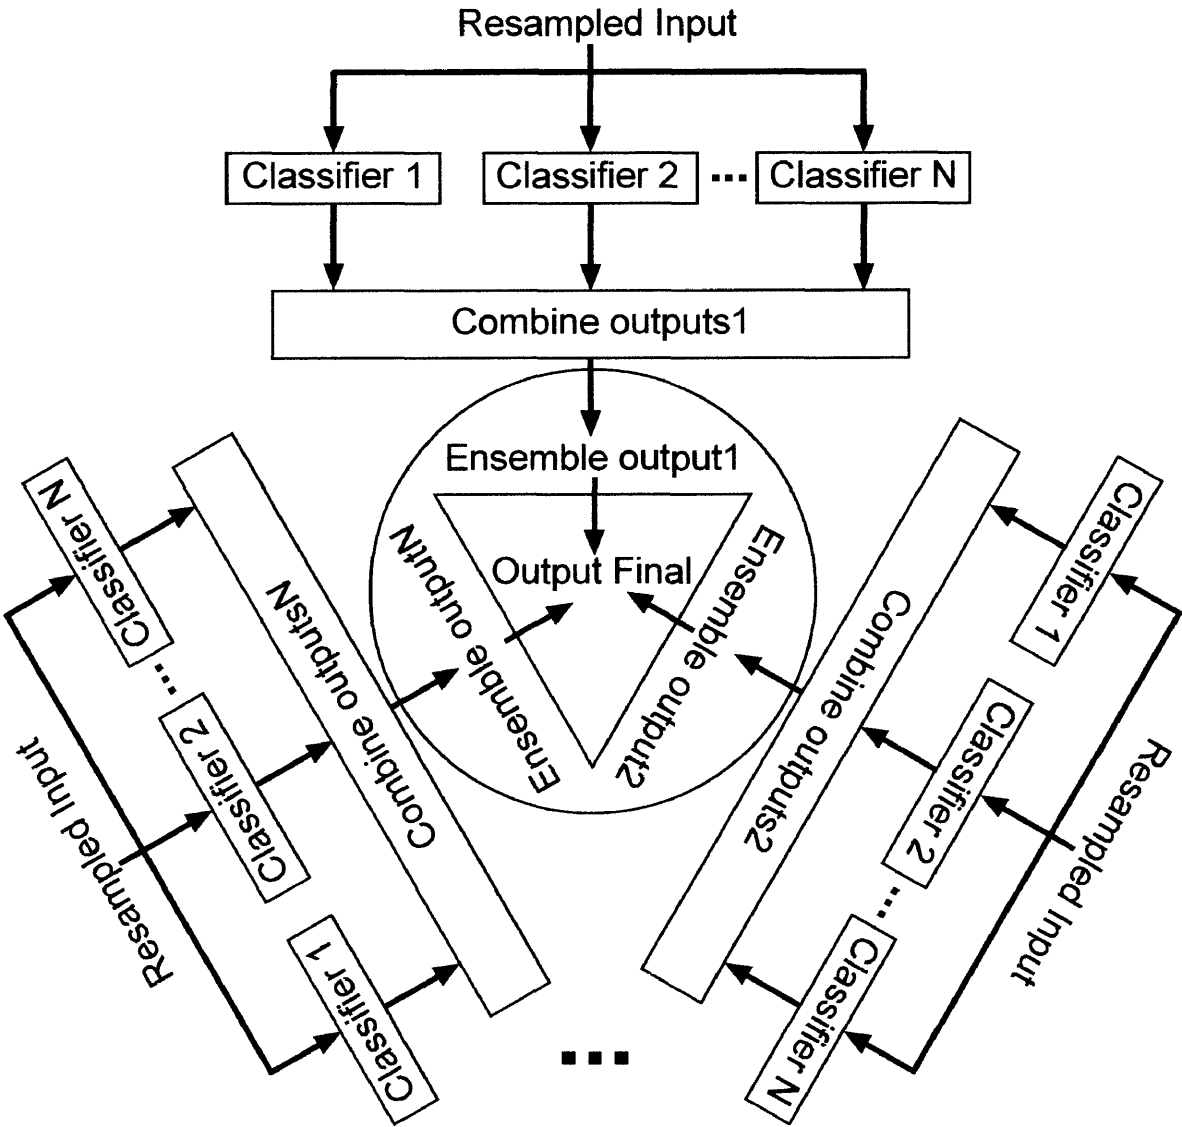 Resampled Input
Classifier 1
Classifier 2
...
Classifier N
Combine outputs1
Ensemble output1
Output Final
Ensemble outputN
Ensemble output2
Classifier N
...
Classifier 2
Classifier 1
Combine outputsN
Resampled Input
Combine outputs2
Classifier 1
Classifier 2
...
Classifier N
Resampled Input
...